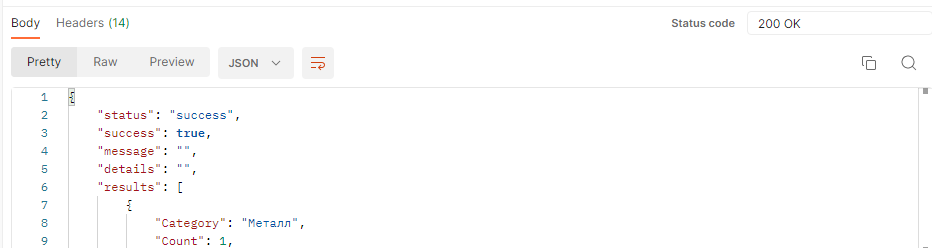 Body Headers (14) Status code 200 OK
Pretty Raw Preview JSON
1 {
2 "status": "success",
3 "success": true,
4 "message": "",
5 "details": "",
6 "results": [
7 {
8 "Category": "Металл",
9 "Count": 1,